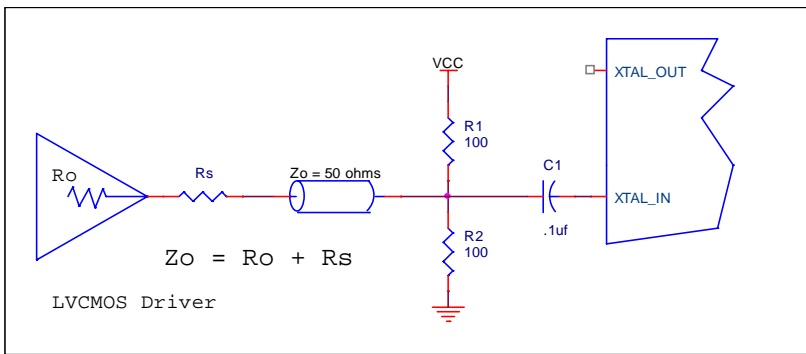 VCC
XTAL_OUT
R1
100
Ro
Rs
Zo = 50 ohms
C1
XTAL_IN
.1uf
R2
100
Zo = Ro + Rs
LVCMOS Driver